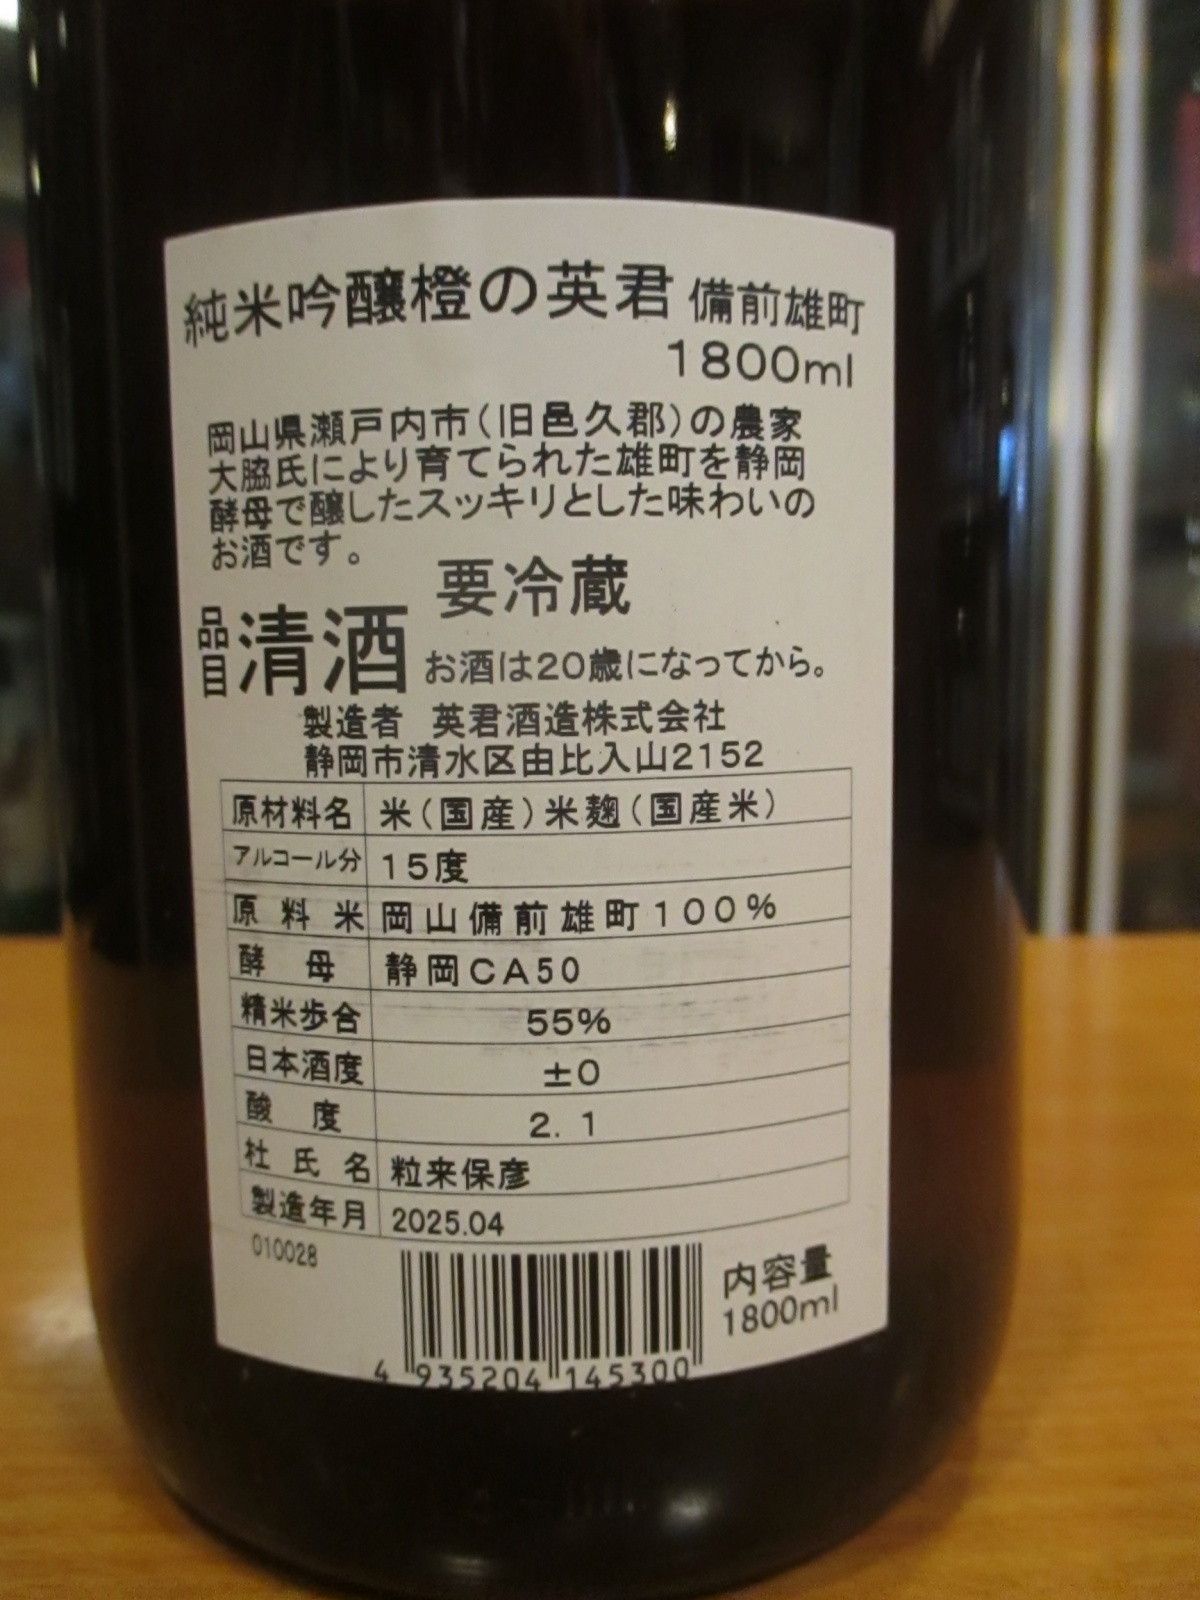 純米吟醸橙の英君 備前雄町
1800ml
岡山県瀬戸内市(旧邑久郡)の農家
大脇氏により育てられた雄町を静岡
酵母で醸したスッキリとした味わいの
お酒です。
要冷蔵
品目 清酒 お酒は20歳になってから。
製造者 英君酒造株式会社
静岡市清水区由比入山2152
原材料名 米(国産)米麹(国産米)
アルコール分 15度
原料米 岡山備前雄町100%
酵母 静岡CA50
精米歩合 55%
日本酒度 ±0
酸度 2.1
杜氏名 粒来保彦
製造年月 2025.04
010028
内容量
1800ml
4 935204 145300